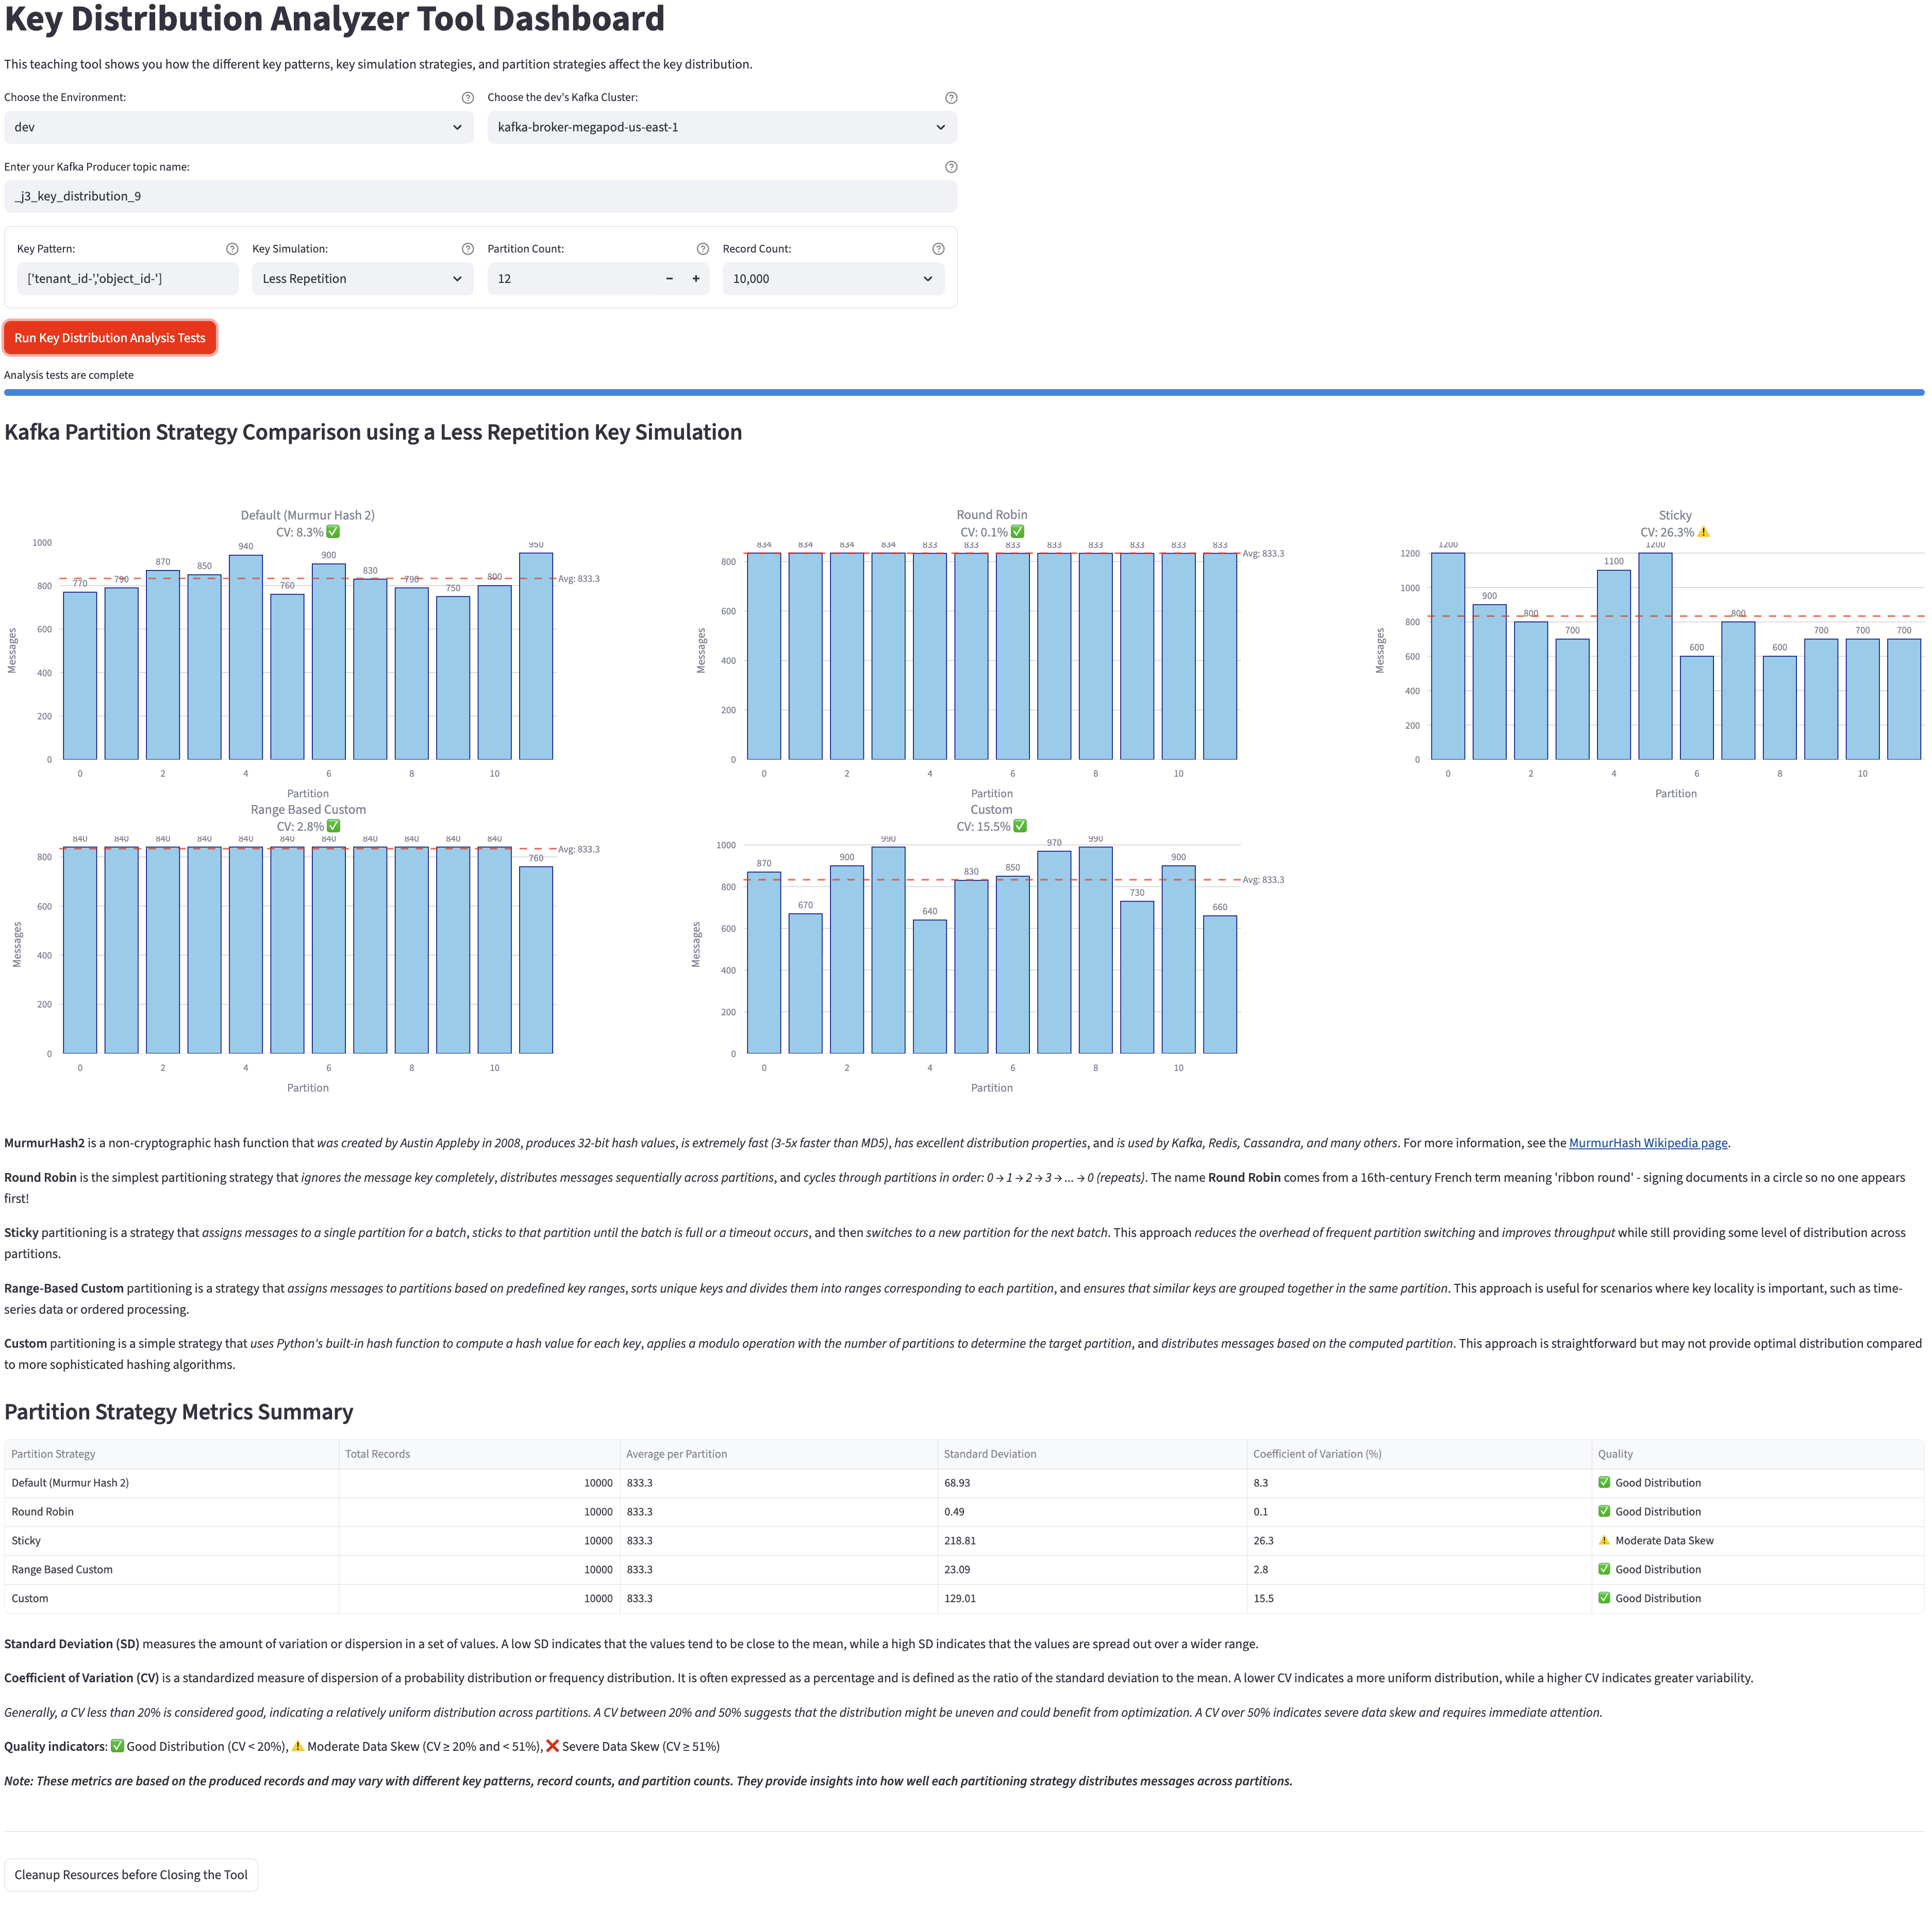 Key Distribution Analyzer Tool Dashboard
This teaching tool shows you how the different key patterns, key simulation strategies, and partition strategies affect the key distribution.
Choose the Environment:
Choose the dev's Kafka Cluster:
dev
kafka-broker-megapod-us-east-1
Enter your Kafka Producer topic name:
_j3_key_distribution_9
Key Pattern:
Key Simulation:
Partition Count:
Record Count:
['tenant_id-','object_id-']
Less Repetition
12
10,000
Run Key Distribution Analysis Tests
Analysis tests are complete
Kafka Partition Strategy Comparison using a Less Repetition Key Simulation
Default (Murmur Hash 2)
CV: 8.3% ✅
1000
800
600
400
200
0
Messages
770 790 870 850 940 760 900 830 790 750 800 950
Avg: 833.3
0 2 4 6 8 10
Partition
Round Robin
CV: 0.1% ✅
800
600
400
200
0
Messages
834 834 834 834 833 833 833 833 833 833 833 833
Avg: 833.3
0 2 4 6 8 10
Partition
Sticky
CV: 26.3% ⚠️
1200
1000
800
600
400
200
0
Messages
1200 900 800 700 1100 1200 600 800 600 700 700 700
0 2 4 6 8 10
Partition
Range Based Custom
CV: 2.8% ✅
800
600
400
200
0
Messages
840 840 840 840 840 840 840 840 840 840 840 760
Avg: 833.3
0 2 4 6 8 10
Partition
Custom
CV: 15.5% ✅
1000
800
600
400
200
0
Messages
870 670 900 990 640 830 850 970 990 730 900 660
Avg: 833.3
0 2 4 6 8 10
Partition
MurmurHash2 is a non-cryptographic hash function that was created by Austin Appleby in 2008, produces 32-bit hash values, is extremely fast (3-5x faster than MD5), has excellent distribution properties, and is used by Kafka, Redis, Cassandra, and many others. For more information, see the MurmurHash Wikipedia page.
Round Robin is the simplest partitioning strategy that ignores the message key completely, distributes messages sequentially across partitions, and cycles through partitions in order: 0 → 1 → 2 → 3 → ... → 0 (repeats). The name Round Robin comes from a 16th-century French term meaning 'ribbon round' - signing documents in a circle so no one appears
first!
Sticky partitioning is a strategy that assigns messages to a single partition for a batch, sticks to that partition until the batch is full or a timeout occurs, and then switches to a new partition for the next batch. This approach reduces the overhead of frequent partition switching and improves throughput while still providing some level of distribution across
partitions.
Range-Based Custom partitioning is a strategy that assigns messages to partitions based on predefined key ranges, sorts unique keys and divides them into ranges corresponding to each partition, and ensures that similar keys are grouped together in the same partition. This approach is useful for scenarios where key locality is important, such as time-
series data or ordered processing.
Custom partitioning is a simple strategy that uses Python's built-in hash function to compute a hash value for each key, applies a modulo operation with the number of partitions to determine the target partition, and distributes messages based on the computed partition. This approach is straightforward but may not provide optimal distribution compared
to more sophisticated hashing algorithms.
Partition Strategy Metrics Summary
Partition Strategy Total Records Average per Partition Standard Deviation Coefficient of Variation (%) Quality
Default (Murmur Hash 2) 10000 833.3 68.93 8.3 ✅ Good Distribution
Round Robin 10000 833.3 0.49 0.1 ✅ Good Distribution
Sticky 10000 833.3 218.81 26.3 ⚠️ Moderate Data Skew
Range Based Custom 10000 833.3 23.09 2.8 ✅ Good Distribution
Custom 10000 833.3 129.01 15.5 ✅ Good Distribution
Standard Deviation (SD) measures the amount of variation or dispersion in a set of values. A low SD indicates that the values tend to be close to the mean, while a high SD indicates that the values are spread out over a wider range.
Coefficient of Variation (CV) is a standardized measure of dispersion of a probability distribution or frequency distribution. It is often expressed as a percentage and is defined as the ratio of the standard deviation to the mean. A lower CV indicates a more uniform distribution, while a higher CV indicates greater variability.
Generally, a CV less than 20% is considered good, indicating a relatively uniform distribution across partitions. A CV between 20% and 50% suggests that the distribution might be uneven and could benefit from optimization. A CV over 50% indicates severe data skew and requires immediate attention.
Quality indicators: ✅ Good Distribution (CV < 20%), ⚠️ Moderate Data Skew (CV ≥ 20% and < 51%), ❌ Severe Data Skew (CV ≥ 51%)
Note: These metrics are based on the produced records and may vary with different key patterns, record counts, and partition counts. They provide insights into how well each partitioning strategy distributes messages across partitions.
Cleanup Resources before Closing the Tool